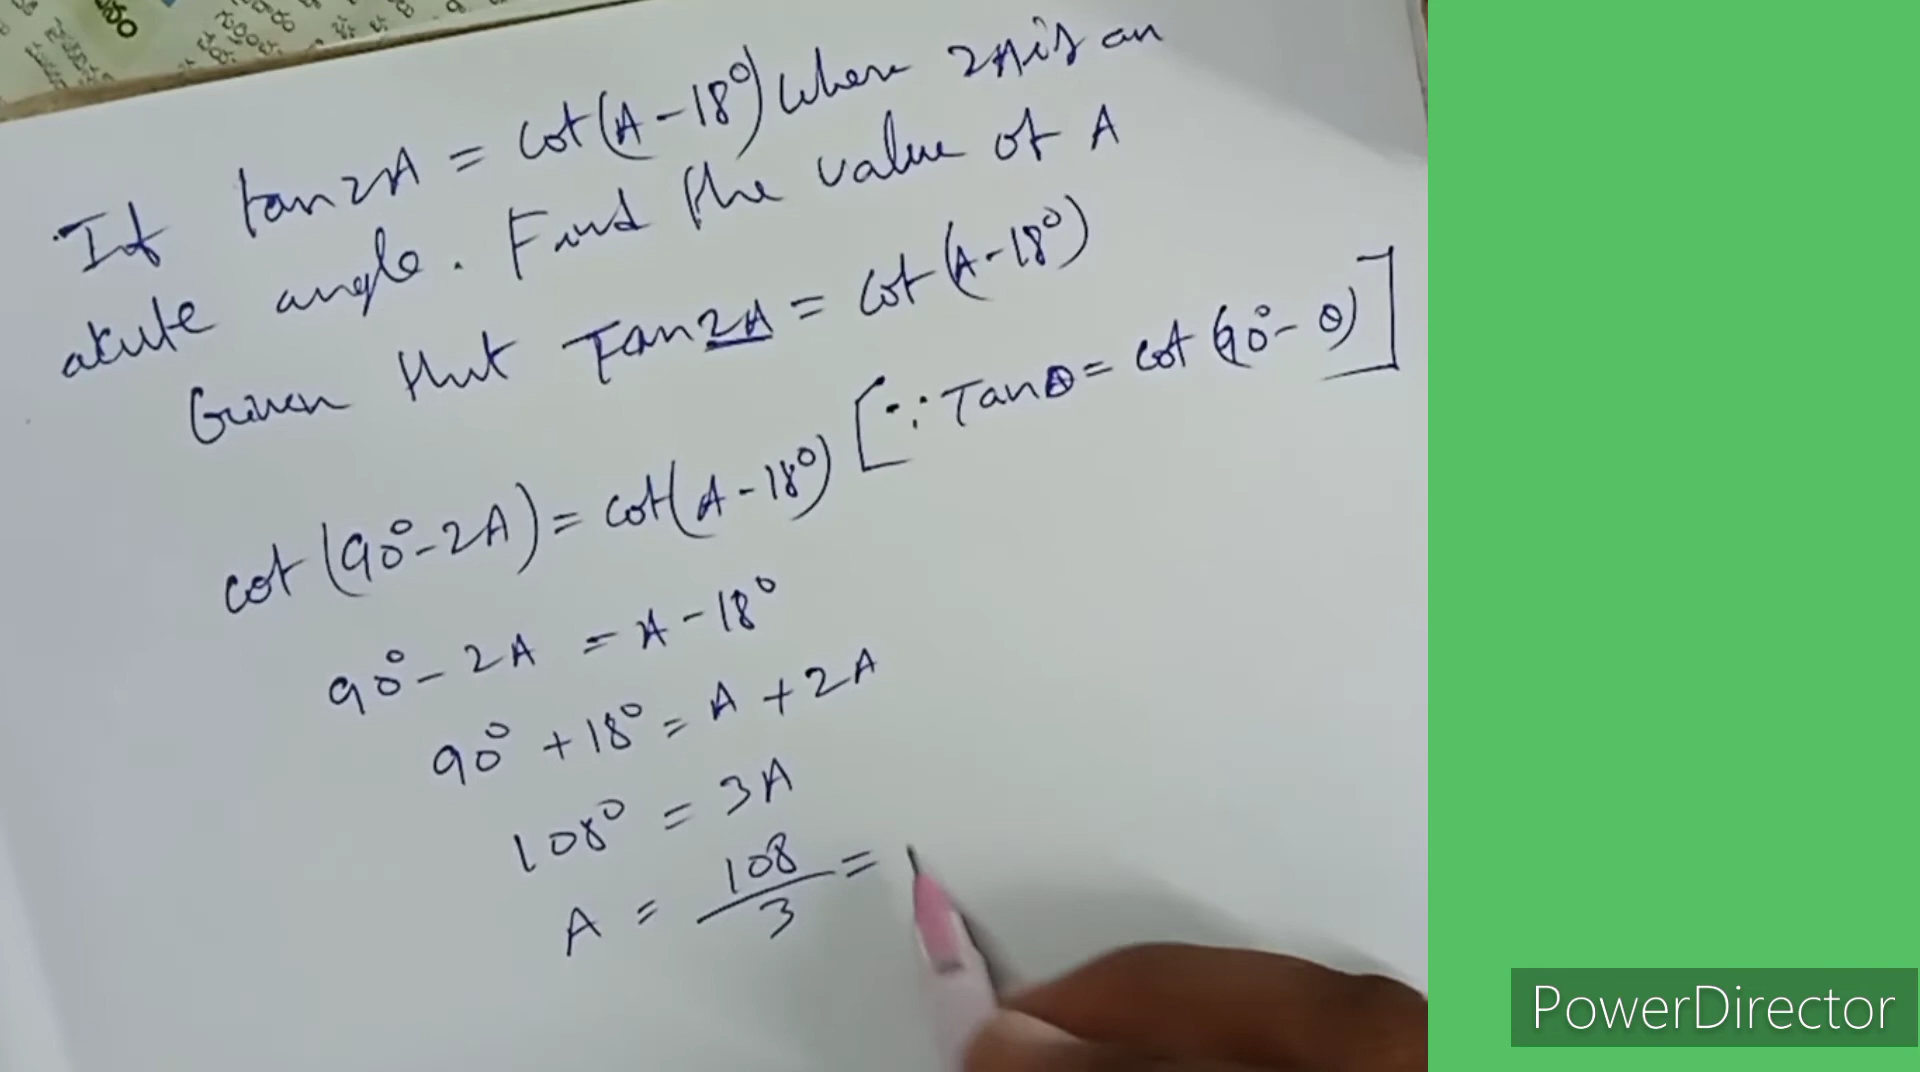 If tan2A = cot(A-18°) where 2A is an
acute angle. Find the value of A
Given that Tan2A = cot(A-18°)
cot(90°-2A) = cot(A-18°) [∵ Tanθ = cot(90°-θ)]
90°-2A = A-18°
90°+18° = A+2A
108° = 3A
A = 108/3 =
PowerDirector